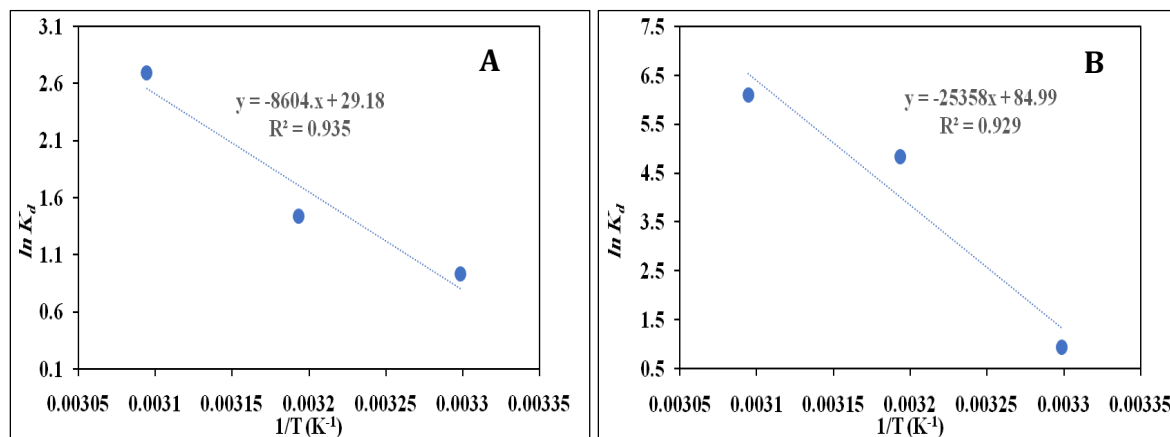 A
3.1
2.6
2.1
1.6
1.1
0.6
0.1
ln K_d
y = -8604.x + 29.18
R² = 0.935
0.00305 0.0031 0.00315 0.0032 0.00325 0.0033 0.00335
1/T (K⁻¹)
B
7.5
6.5
5.5
4.5
3.5
2.5
1.5
0.5
ln K_d
y = -25358x + 84.99
R² = 0.929
0.00305 0.0031 0.00315 0.0032 0.00325 0.0033 0.00335
1/T (K⁻¹)